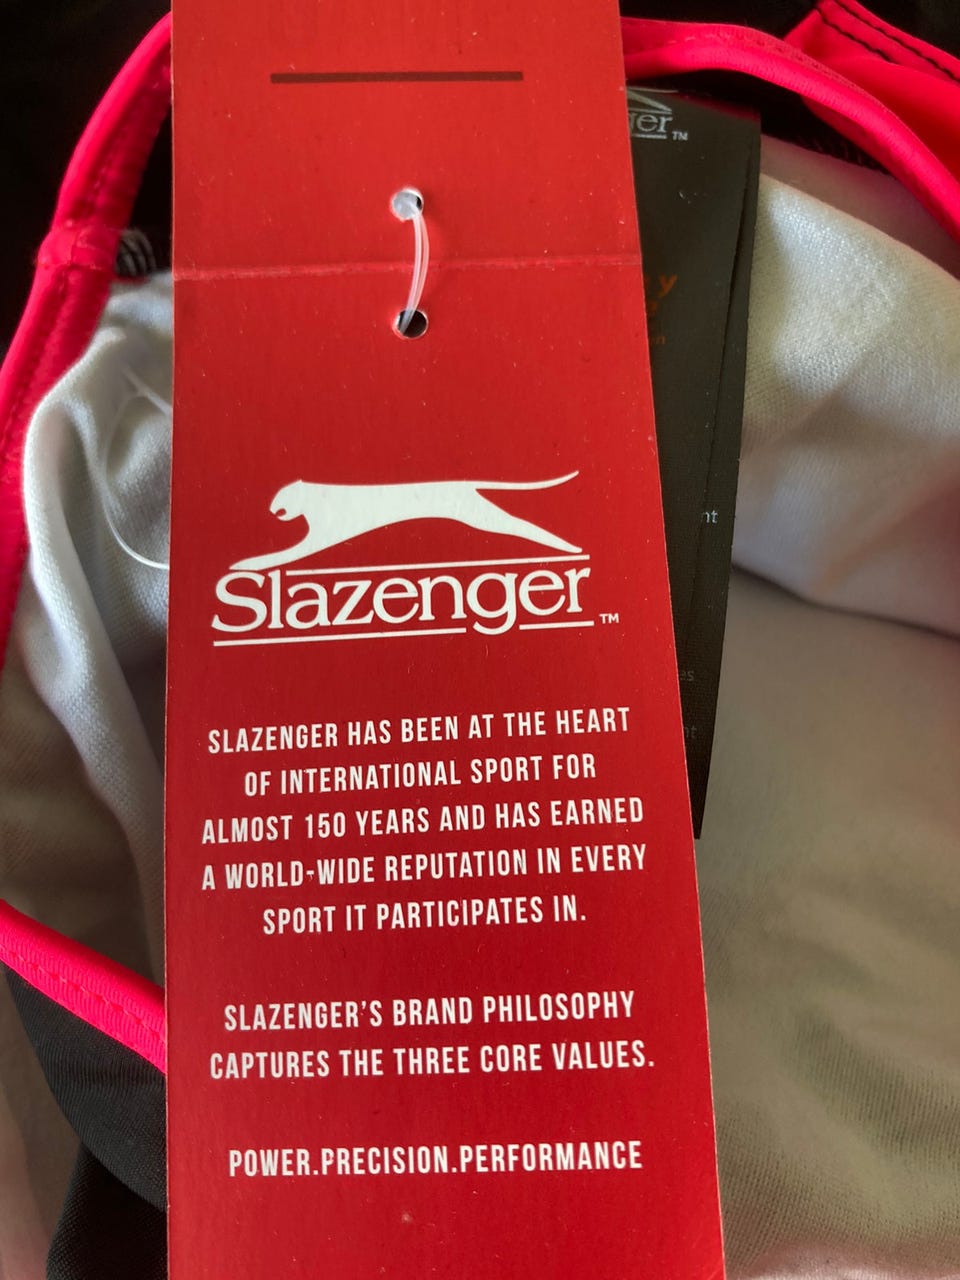 Slazenger™
SLAZENGER HAS BEEN AT THE HEART
OF INTERNATIONAL SPORT FOR
ALMOST 150 YEARS AND HAS EARNED
A WORLD-WIDE REPUTATION IN EVERY
SPORT IT PARTICIPATES IN.
SLAZENGER'S BRAND PHILOSOPHY
CAPTURES THE THREE CORE VALUES.
POWER.PRECISION.PERFORMANCE